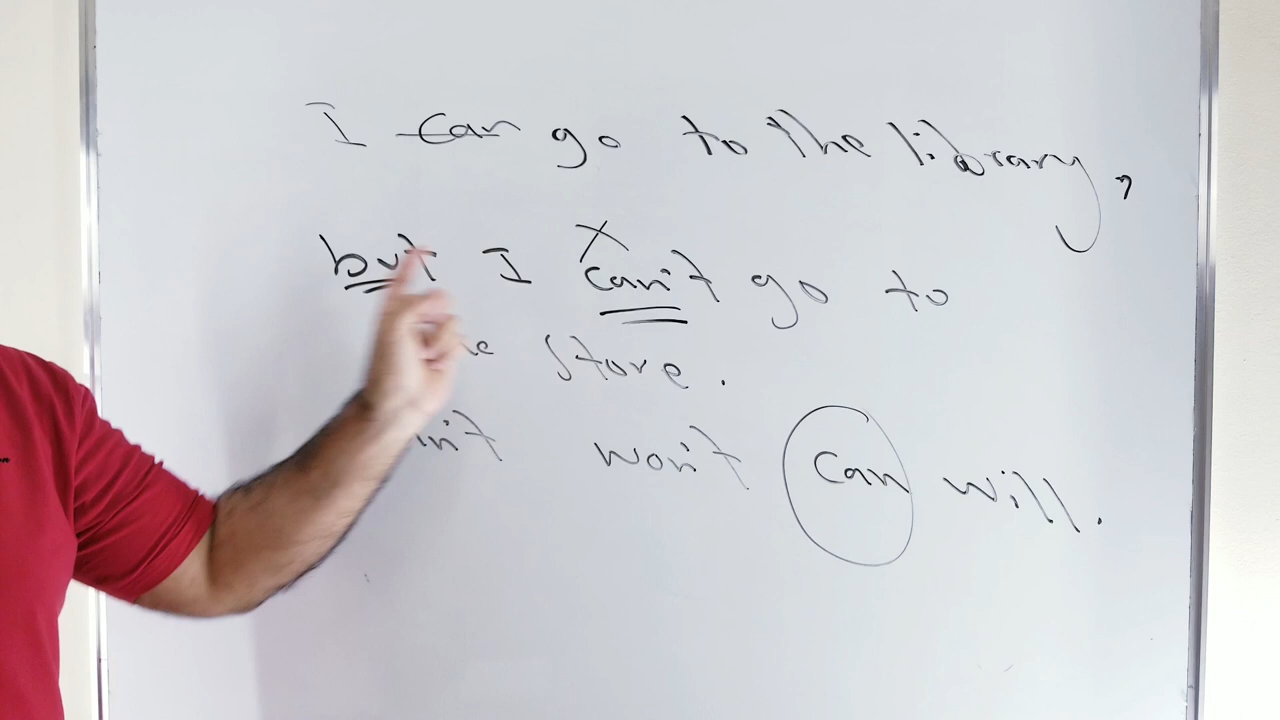 I can go to the library,
but I can't go to
store.
won't can will.